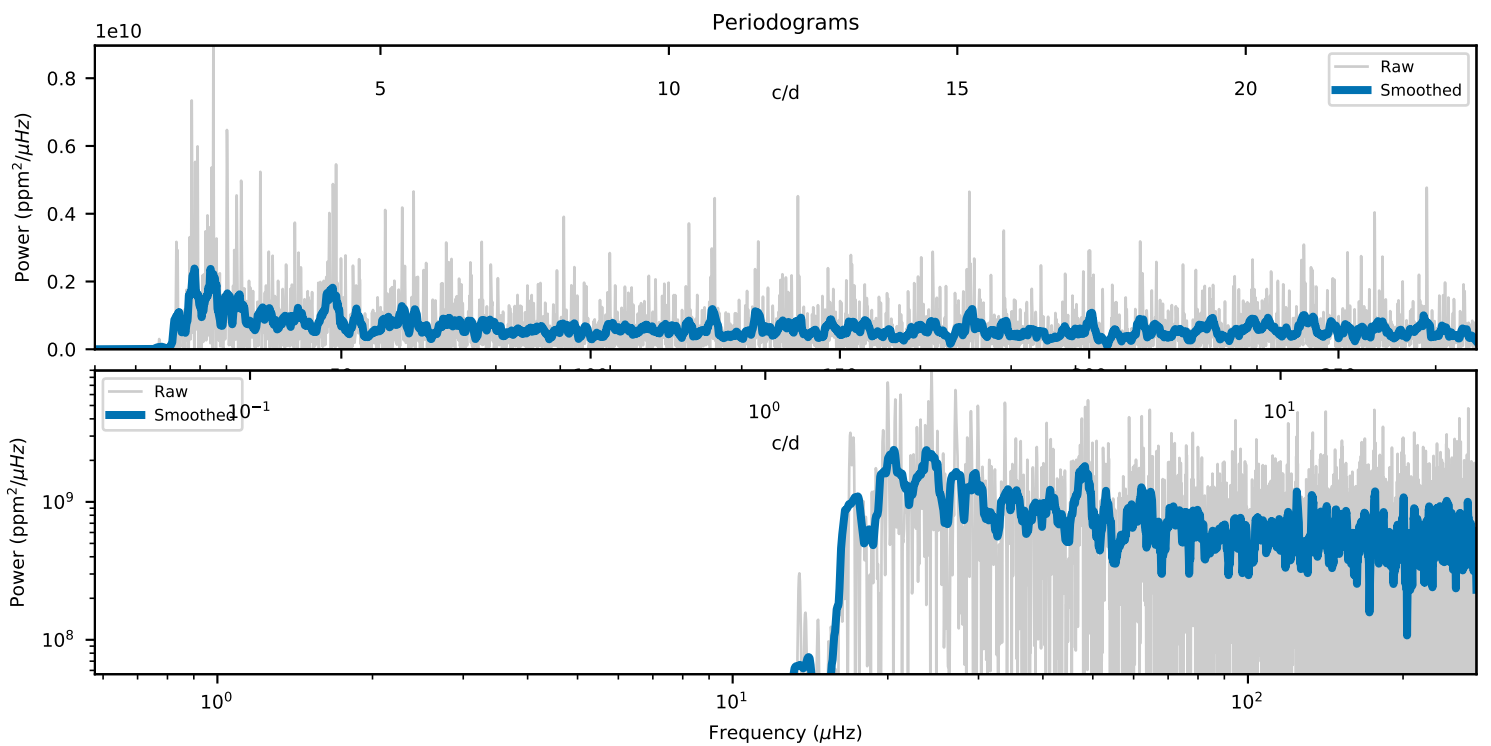 Periodograms
1e10
Power (ppm²/μHz)
0.8
0.6
0.4
0.2
0.0
5
10
15
20
c/d
Raw
Smoothed
Power (ppm²/μHz)
10⁹
10⁸
Raw
Smoothed
10⁻¹
10⁰
10¹
c/d
10⁰
10¹
10²
Frequency (μHz)